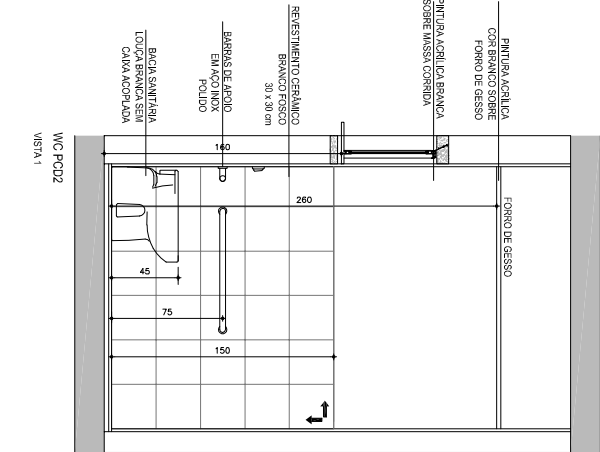 PINTURA ACRÍLICA
COR BRANCO SOBRE
FORRO DE GESSO
PINTURA ACRÍLICA BRANCA
SOBRE MASSA CORRIDA
REVESTIMENTO CERÂMICO
BRANCO FOSCO
30 x 30 cm
BARRAS DE APOIO
EM AÇO INOX
POLIDO
BACIA SANITÁRIA
LOUÇA BRANCA SEM
CAIXA ACOPLADA
FORRO DE GESSO
160
260
45
75
150
WC PCD2
VISTA 1